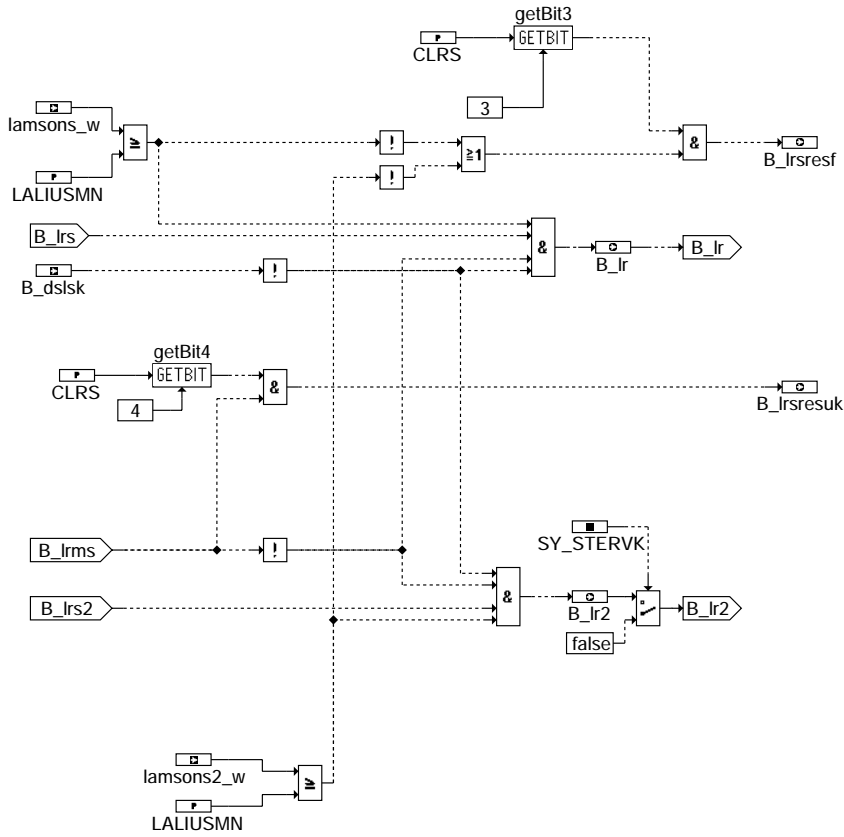 getBit3
P
GETBIT
CLRS
3
lamsons_w
≥
!
≧1
&
B_lrsresf
!
P
LALIUSMN
B_lrs
&
B_lr
B_lr
B_dslsk
!
getBit4
P
GETBIT
CLRS
&
4
B_lrsresuk
B_lrms
!
SY_STERVK
B_lrs2
&
B_lr2
B_lr2
false
lamsons2_w
≥
P
LALIUSMN